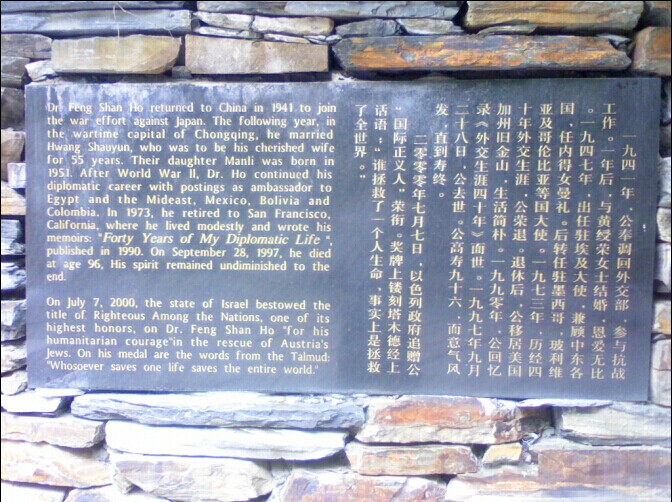 Dr. Feng Shan Ho returned to China in 1941 to join
the war effort against Japan. The following year, in
the wartime capital of Chongqing, he married
Hwang Shauyun, who was to be his cherished wife
for 55 years. Their daughter Manli was born in
1951. After World War II, Dr. Ho continued his
diplomatic career with postings as ambassador to
Egypt and the Mideast, Mexico, Bolivia and
Colombia. In 1973, he retired to San Francisco,
California, where he lived modestly and wrote his
memoirs: "Forty Years of My Diplomatic Life",
published in 1990. On September 28, 1997, he died
at age 96, His spirit remained undiminished to the
end.
On July 7, 2000, the state of Israel bestowed the
title of Righteous Among the Nations, one of its
highest honors, on Dr. Feng Shan Ho "for his
humanitarian courage"in the rescue of Austria's
Jews. On his medal are the words from the Talmud:
"Whosoever saves one life saves the entire world."
一九四一年，公奉调回外交部，参与抗战
工作。一年后，与黄绶荣女士结婚，恩爱无比
。一九四七年，出任驻埃及大使，兼顾中东各
国，任内得女曼礼。后转任驻墨西哥、玻利维
亚及哥伦比亚等国大使。一九七三年，历经四
十年外交生涯，公荣退。退休后，公移居美国
加州旧金山，生活简朴。一九九零年，公回忆
录《外交生涯四十年》面世。一九九七年九月
二十八日，公逝世。公高寿九十六，而意气风
发，直到寿终。
二零零零年七月七日，以色列政府追赠公
“国际正义人”荣衔。奖牌上镂刻塔木德经上
话语：“谁拯救了一个人生命，事实上是拯救
了全世界。”